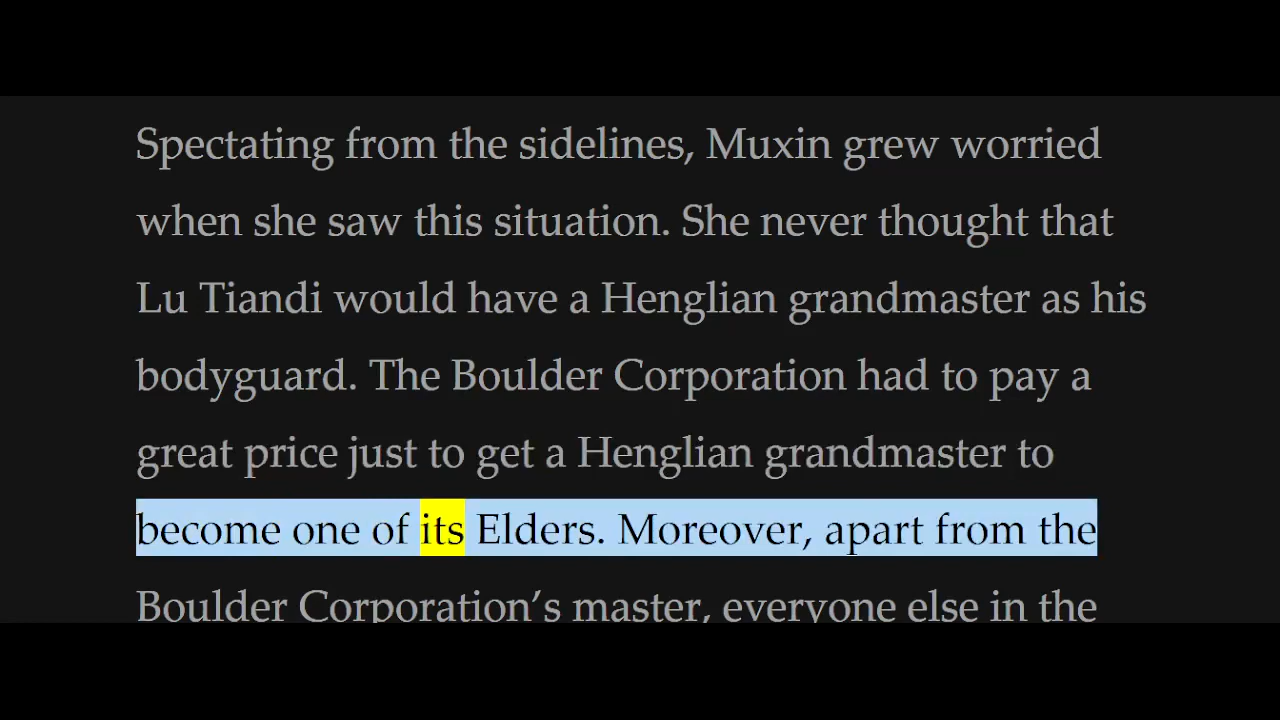 Spectating from the sidelines, Muxin grew worried
when she saw this situation. She never thought that
Lu Tiandi would have a Henglian grandmaster as his
bodyguard. The Boulder Corporation had to pay a
great price just to get a Henglian grandmaster to
become one of its Elders. Moreover, apart from the
Boulder Corporation’s master, everyone else in the